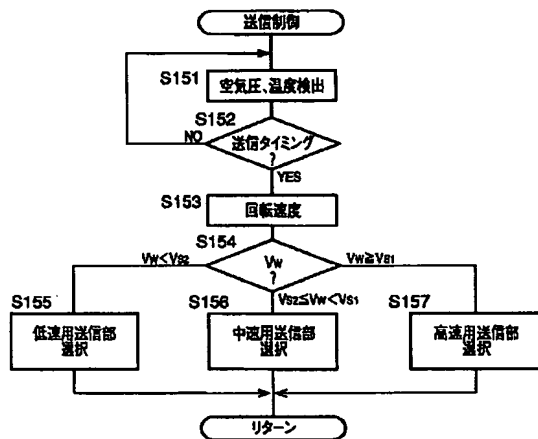 送信制御
S151
空気圧、温度検出
S152
NO
送信タイミング
?
YES
S153
回転速度
S154
VW<VS2
VW
?
VW≧VS1
VS2≦VW<VS1
S155
低速用送信部
選択
S156
中速用送信部
選択
S157
高速用送信部
選択
リターン